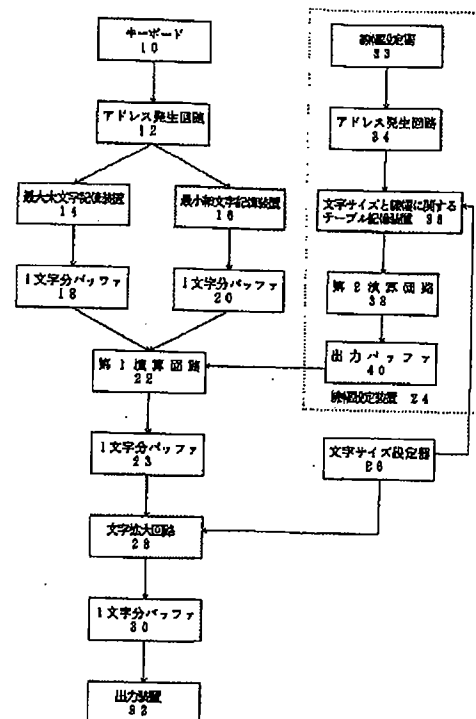 キーボード
10
アドレス発生回路
12
最大太文字記憶装置
14
最小細文字記憶装置
16
1文字分バッファ
18
1文字分バッファ
20
第1演算回路
22
1文字分バッファ
23
文字拡大回路
28
1文字分バッファ
30
出力装置
32
線幅設定器
33
アドレス発生回路
34
文字サイズと線幅に関する
テーブル記憶装置 36
第2演算回路
38
出力バッファ
40
線幅設定装置 24
文字サイズ設定器
26